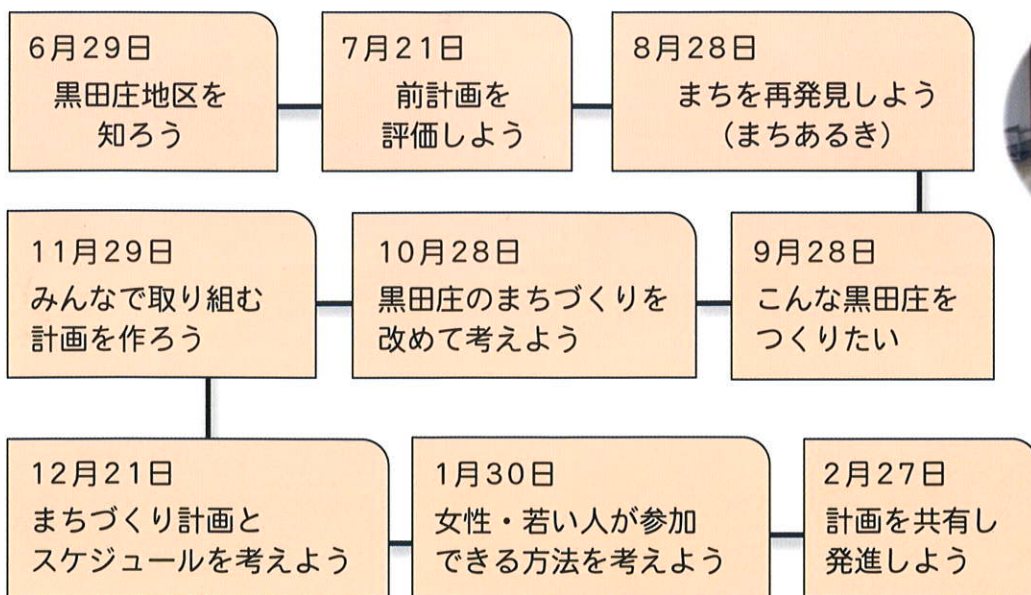 6月29日
黒田庄地区を
知ろう
7月21日
前計画を
評価しよう
8月28日
まちを再発見しよう
（まちあるき）
9月28日
こんな黒田庄を
つくりたい
10月28日
黒田庄のまちづくりを
改めて考えよう
11月29日
みんなで取り組む
計画を作ろう
12月21日
まちづくり計画と
スケジュールを考えよう
1月30日
女性・若い人が参加
できる方法を考えよう
2月27日
計画を共有し
発進しよう